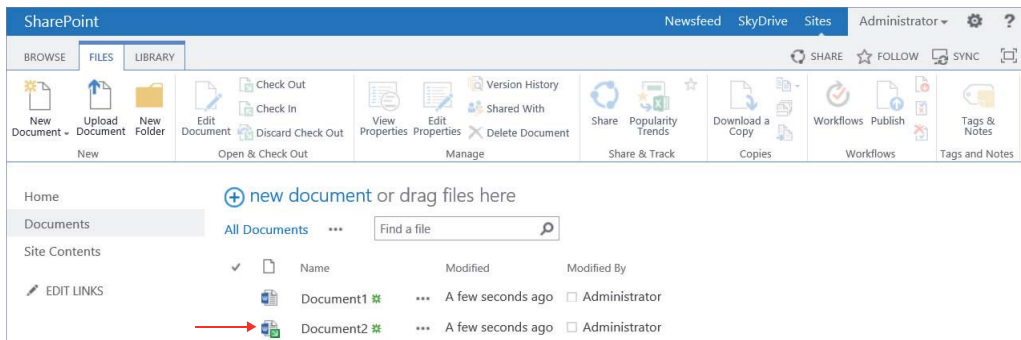 SharePoint Newsfeed SkyDrive Sites Administrator ?
BROWSE FILES LIBRARY SHARE FOLLOW SYNC
New Document Upload Document New Folder Edit Document Check Out Check In Discard Check Out View Properties Edit Properties Version History Shared With Delete Document Share Popularity Trends Download a Copy Workflows Publish Tags & Notes
New Open & Check Out Manage Share & Track Copies Workflows Tags and Notes
Home
Documents
Site Contents
EDIT LINKS
new document or drag files here
All Documents ••• Find a file
Name Modified Modified By
Document1 ••• A few seconds ago Administrator
Document2 ••• A few seconds ago Administrator